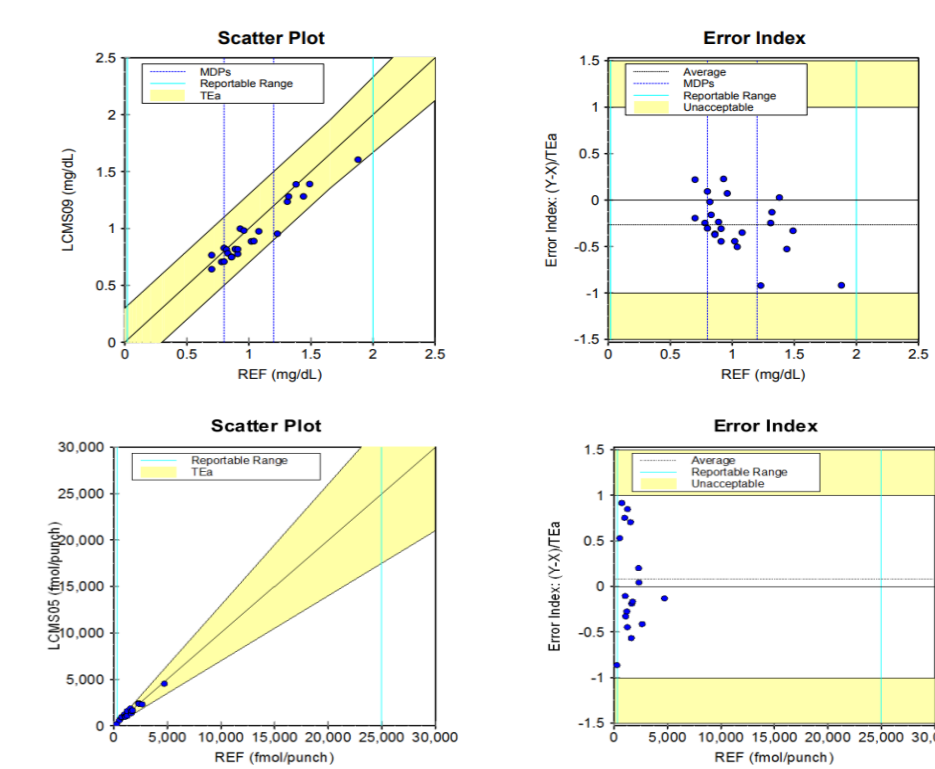 Scatter Plot
2.5
2
1.5
1
0.5
0
LCMS09 (mg/dL)
MDPs
Reportable Range
TEa
0 0.5 1 1.5 2 2.5
REF (mg/dL)
Error Index
1.5
1
0.5
0
-0.5
-1
-1.5
Error Index: (Y-X)/TEa
Average
MDPs
Reportable Range
Unacceptable
0 0.5 1 1.5 2 2.5
REF (mg/dL)
Scatter Plot
30,000
25,000
20,000
15,000
10,000
5,000
0
LCMS05 (fmol/punch)
Reportable Range
TEa
0 5,000 10,000 15,000 20,000 25,000 30,000
REF (fmol/punch)
Error Index
1.5
1
0.5
0
-0.5
-1
-1.5
Error Index: (Y-X)/TEa
Average
Reportable Range
Unacceptable
0 5,000 10,000 15,000 20,000 25,000 30,0
REF (fmol/punch)